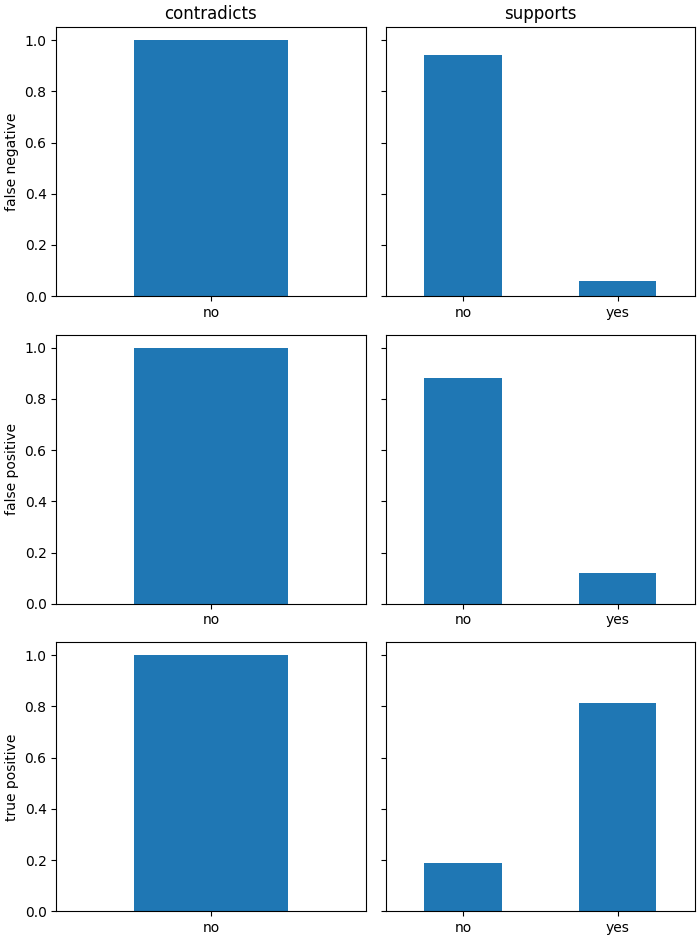 contradicts
supports
false negative
1.0
0.8
0.6
0.4
0.2
0.0
no
no
yes
false positive
1.0
0.8
0.6
0.4
0.2
0.0
no
no
yes
true positive
1.0
0.8
0.6
0.4
0.2
0.0
no
no
yes